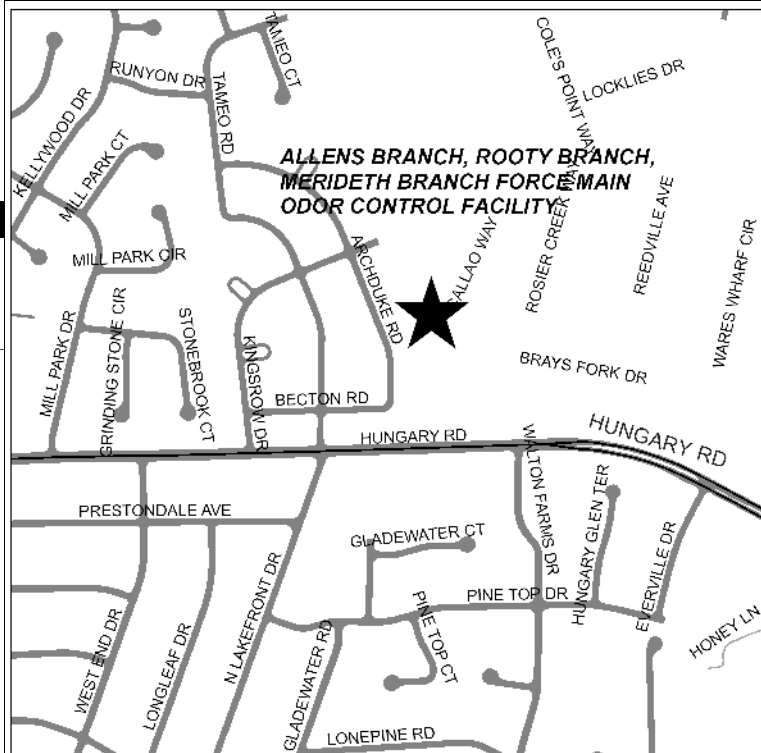 COLE'S POINT WAY
TAMEO CT
LOCKLIES DR
RUNYON DR
TAMEO RD
KELLYWOOD DR
MILL PARK CT
ALLENS BRANCH, ROOTY BRANCH,
MERIDETH BRANCH FORCE MAIN
ODOR CONTROL FACILITY
ROSIER CREEK WAY
REEDVILLE AVE
WARES WHARF CIR
MILL PARK CIR
ARCHDUKE RD
CALLAO WAY
MILL PARK DR
GRINDING STONE CIR
STONEBROOK CT
KINGSROW DR
BRAYS FORK DR
BECTON RD
HUNGARY RD
HUNGARY RD
WALTON FARMS DR
PRESTONDALE AVE
GLADEWATER CT
HUNGARY GLEN TER
EVERVILLE DR
PINE TOP DR
N LAKEFRONT DR
WEST END DR
LONGLEAF DR
GLADEWATER RD
PINE TOP CT
HONEY LN
LONEPINE RD